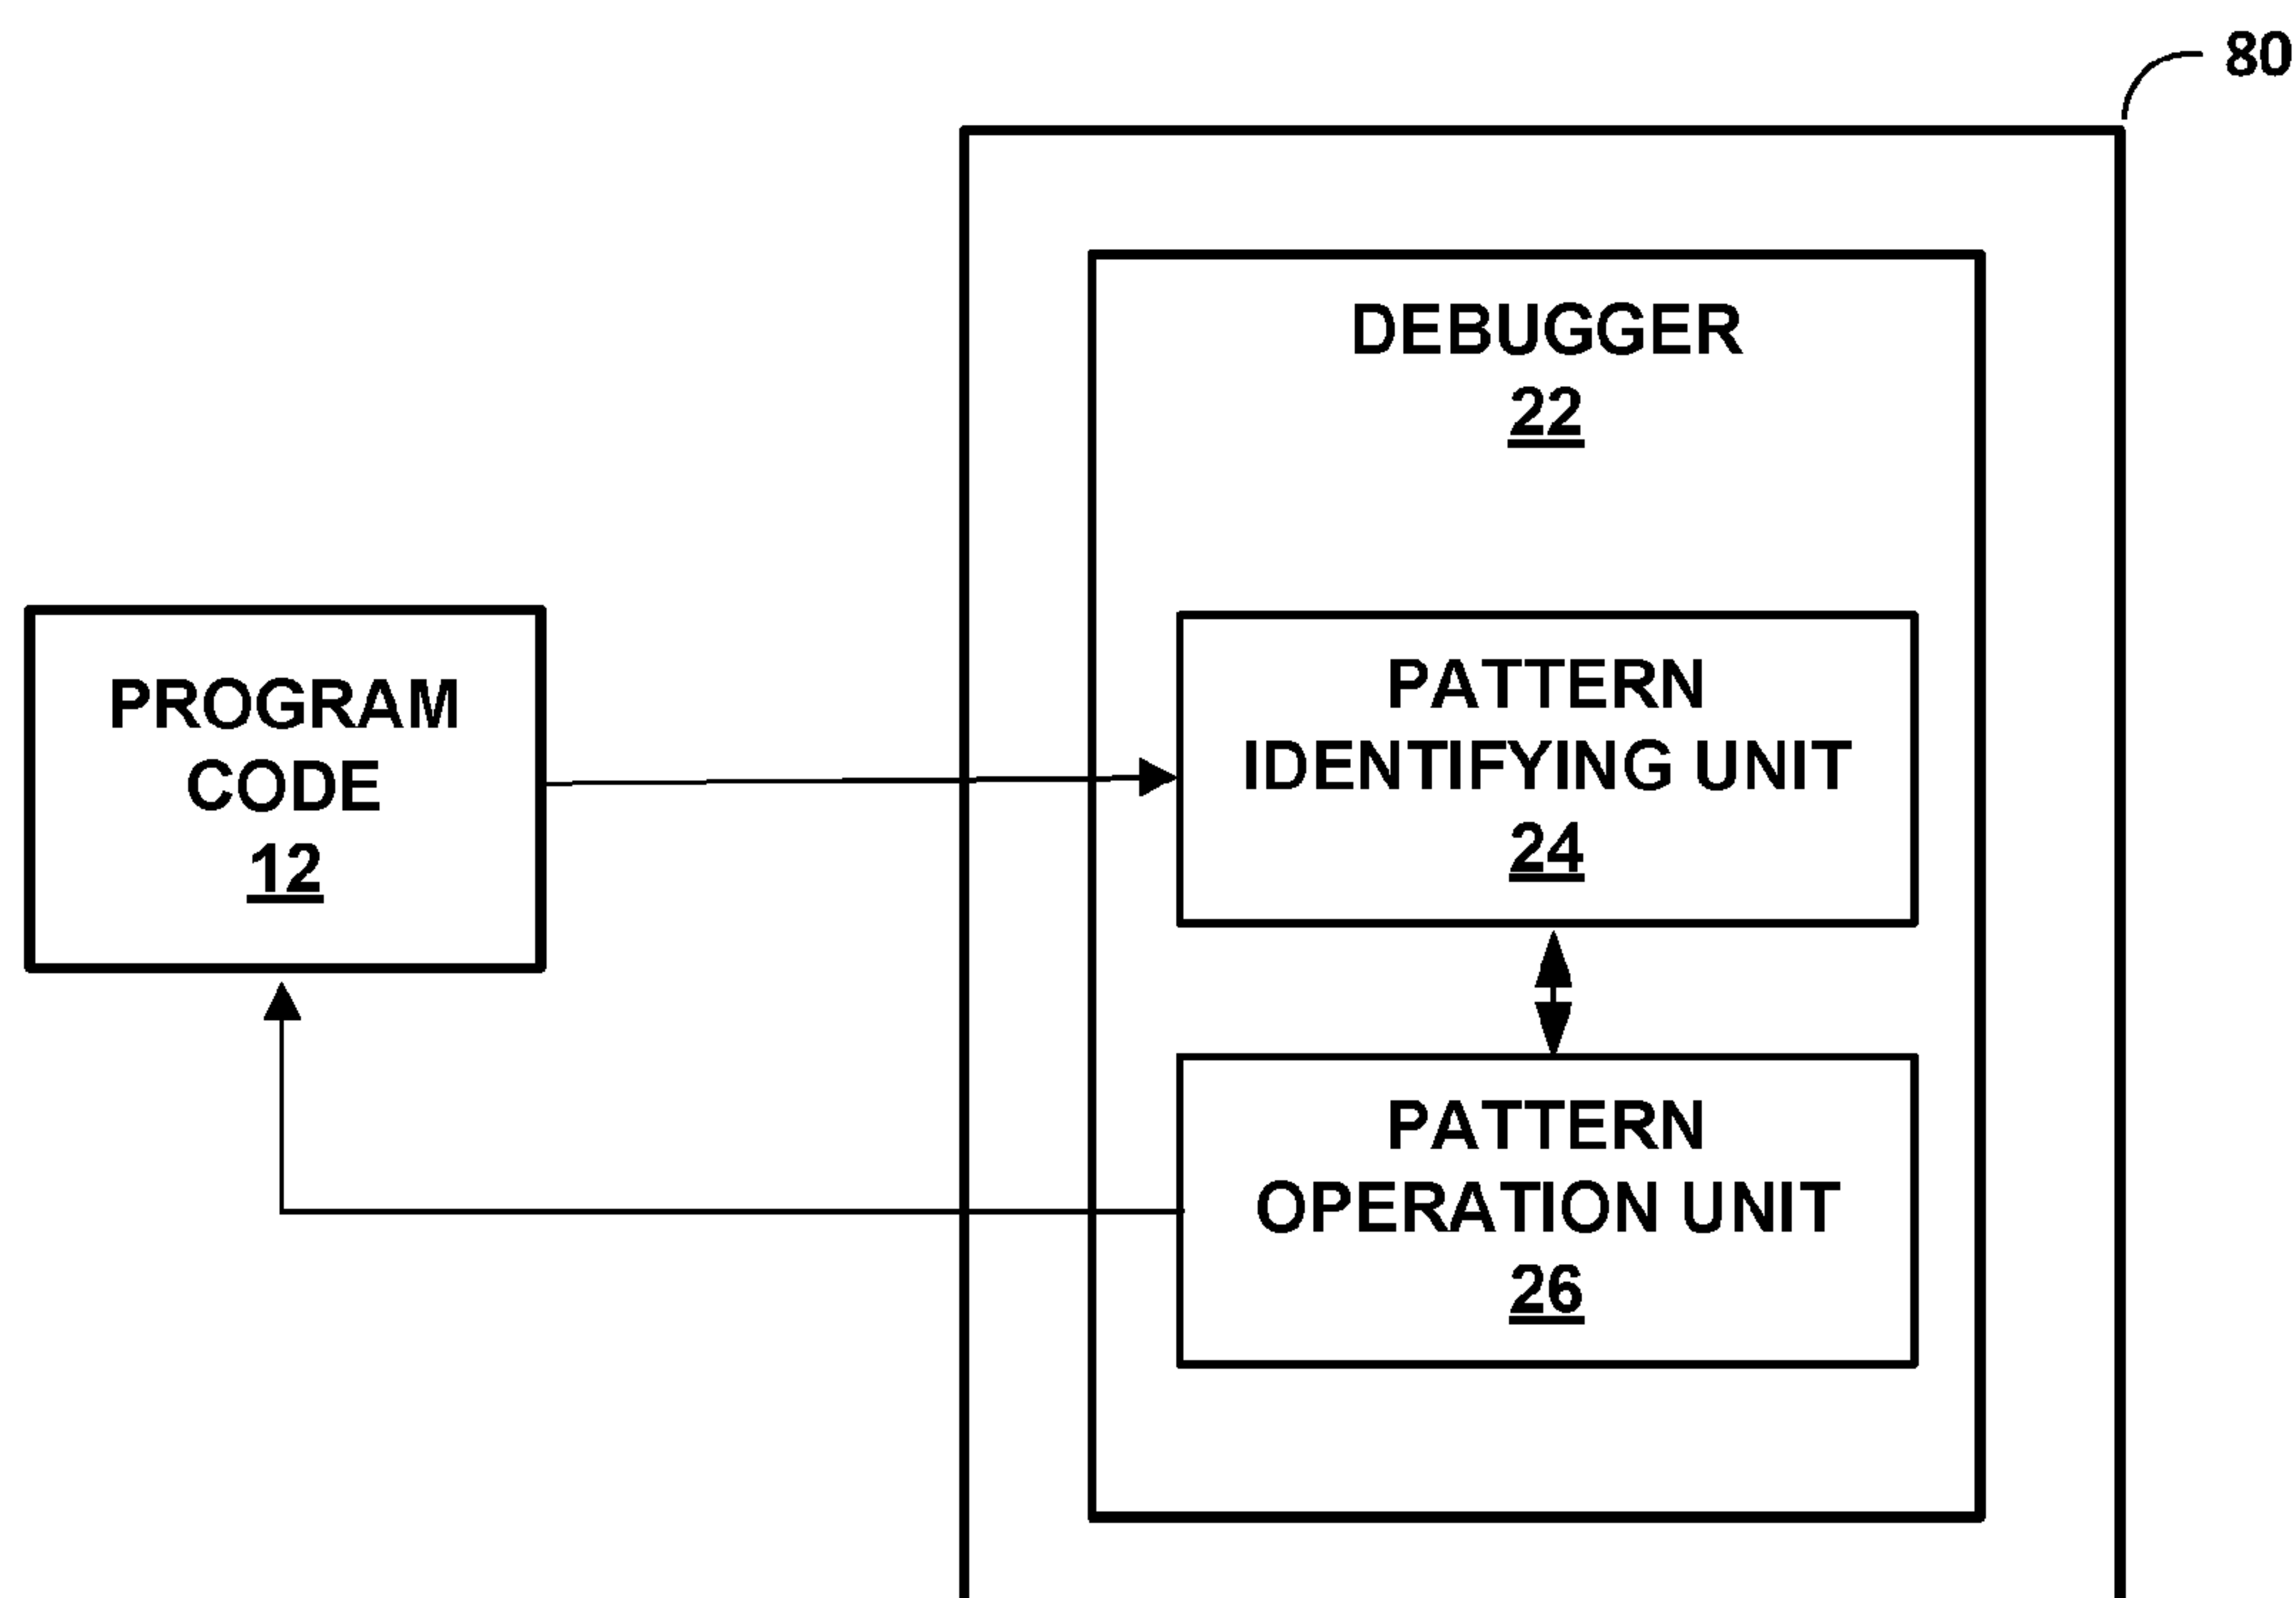 80
DEBUGGER
22
PROGRAM
CODE
12
PATTERN
IDENTIFYING UNIT
24
PATTERN
OPERATION UNIT
26